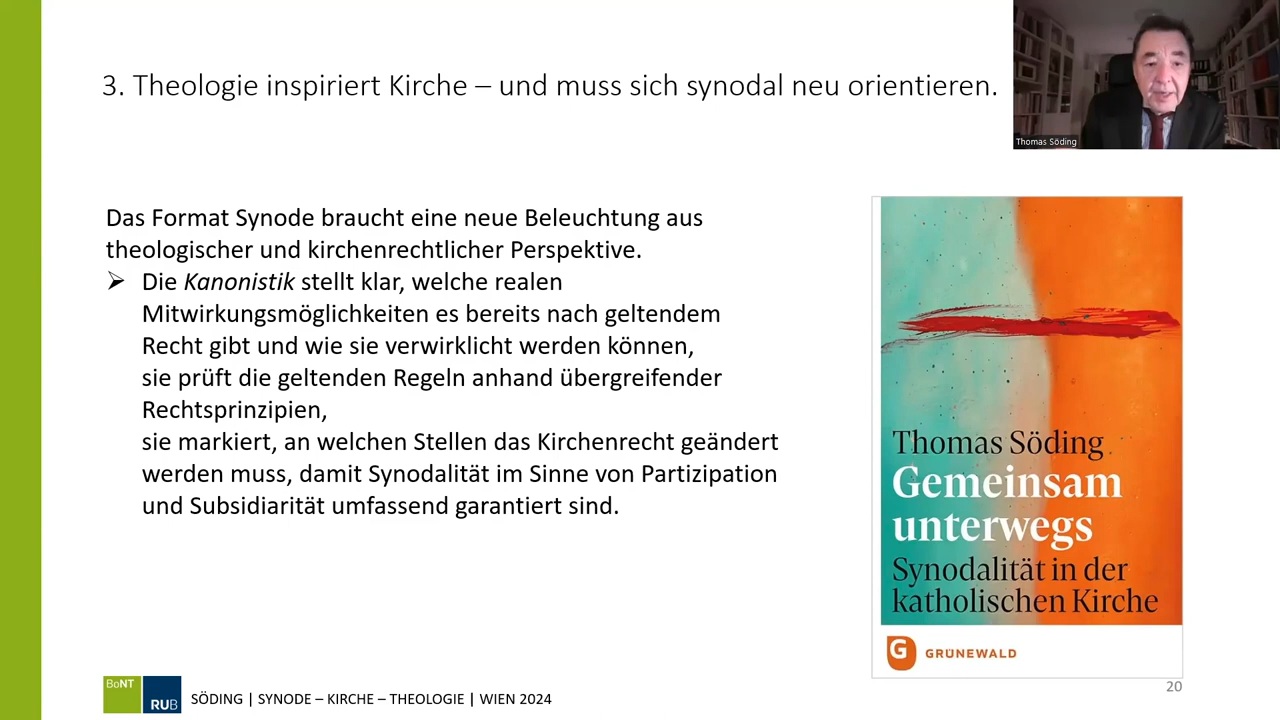 3. Theologie inspiriert Kirche – und muss sich synodal neu orientieren.
Thomas Söding
Das Format Synode braucht eine neue Beleuchtung aus
theologischer und kirchenrechtlicher Perspektive.
➢ Die Kanonistik stellt klar, welche realen
Mitwirkungsmöglichkeiten es bereits nach geltendem
Recht gibt und wie sie verwirklicht werden können,
sie prüft die geltenden Regeln anhand übergreifender
Rechtsprinzipien,
sie markiert, an welchen Stellen das Kirchenrecht geändert
werden muss, damit Synodalität im Sinne von Partizipation
und Subsidiarität umfassend garantiert sind.
Thomas Söding
Gemeinsam
unterwegs
Synodalität in der
katholischen Kirche
G GRÜNEWALD
BoNT RUB SÖDING | SYNODE – KIRCHE – THEOLOGIE | WIEN 2024
20